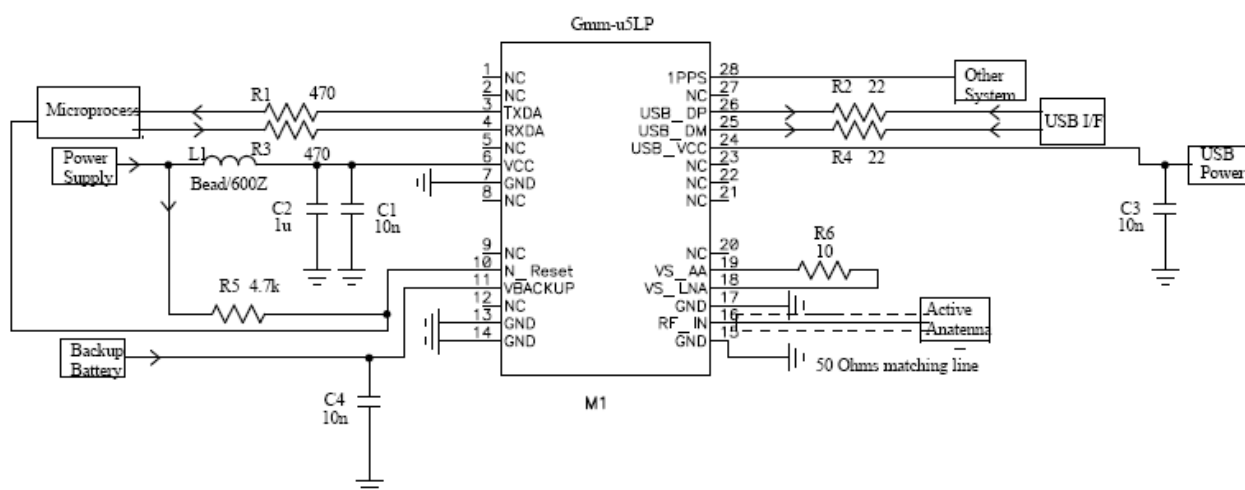 Gmm-u5LP
1 NC
2 NC
3 TXDA
4 RXDA
5 NC
6 VCC
7 GND
8 NC
9 NC
10 N_Reset
11 VBACKUP
12 NC
13 GND
14 GND
1PPS 28
NC 27
USB_DP 26
USB_DM 25
USB_VCC 24
NC 23
NC 22
NC 21
NC 20
VS_AA 19
VS_LNA 18
GND 17
RF_IN 16
GND 15
M1
Microprocess
R1 470
R3 470
Power
Supply
L1
Bead/600Z
C2
1u
C1
10n
R5 4.7k
Backup
Battery
C4
10n
Other
System
R2 22
R4 22
USB I/F
USB
Power
C3
10n
R6
10
Active
Anatenna
50 Ohms matching line